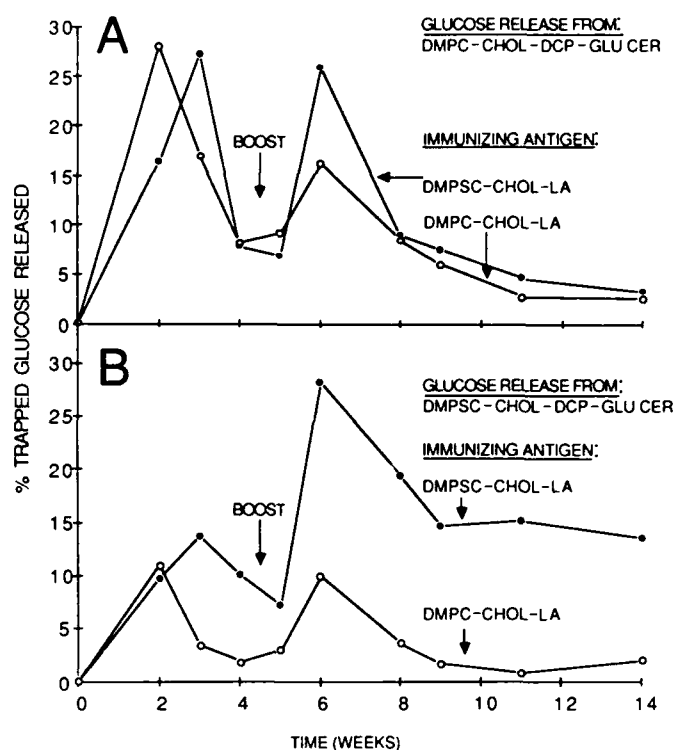 A
GLUCOSE RELEASE FROM:
DMPC-CHOL-DCP-GLU CER
IMMUNIZING ANTIGEN:
DMPSC-CHOL-LA
DMPC-CHOL-LA
BOOST
30
25
20
15
10
5
0
B
GLUCOSE RELEASE FROM:
DMPSC-CHOL-DCP-GLU CER
IMMUNIZING ANTIGEN:
DMPSC-CHOL-LA
BOOST
DMPC-CHOL-LA
30
25
20
15
10
5
0
% TRAPPED GLUCOSE RELEASED
0 2 4 6 8 10 12 14
TIME (WEEKS)